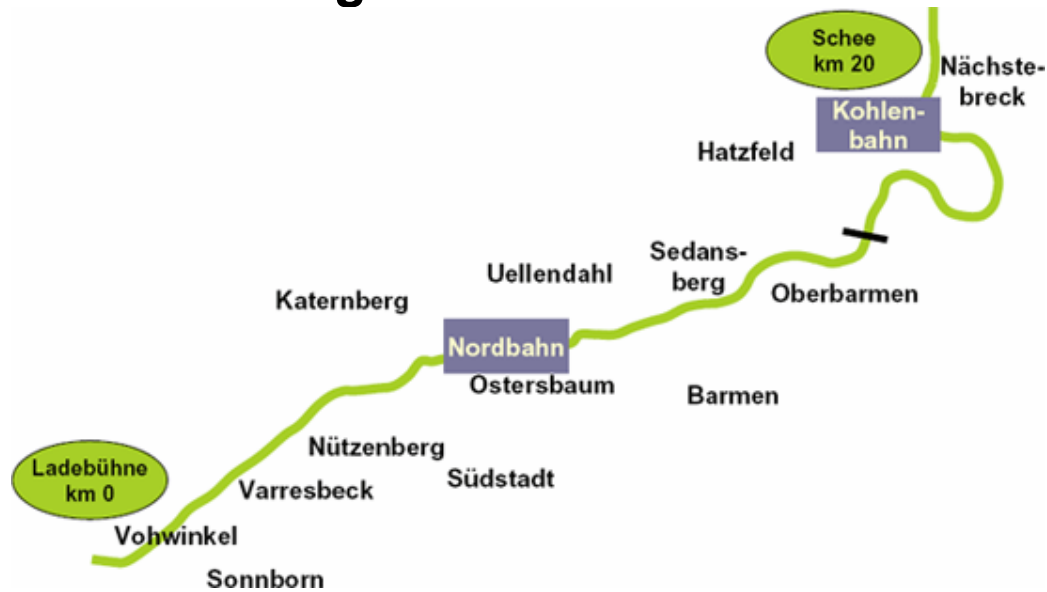 Schee
km 20
Nächste-
breck
Kohlen-
bahn
Hatzfeld
Sedans-
berg
Uellendahl
Oberbarmen
Katernberg
Nordbahn
Ostersbaum
Barmen
Nützenberg
Ladebühne
km 0
Südstadt
Varresbeck
Vohwinkel
Sonnborn